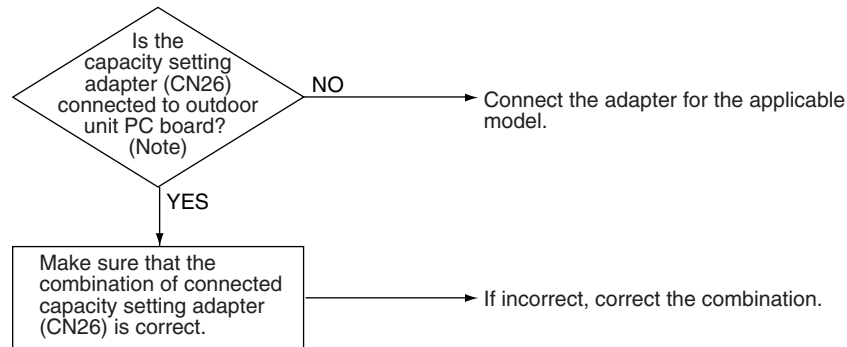 Is the
capacity setting
adapter (CN26)
connected to outdoor
unit PC board?
(Note)
NO
Connect the adapter for the applicable
model.
YES
Make sure that the
combination of connected
capacity setting adapter
(CN26) is correct.
If incorrect, correct the combination.